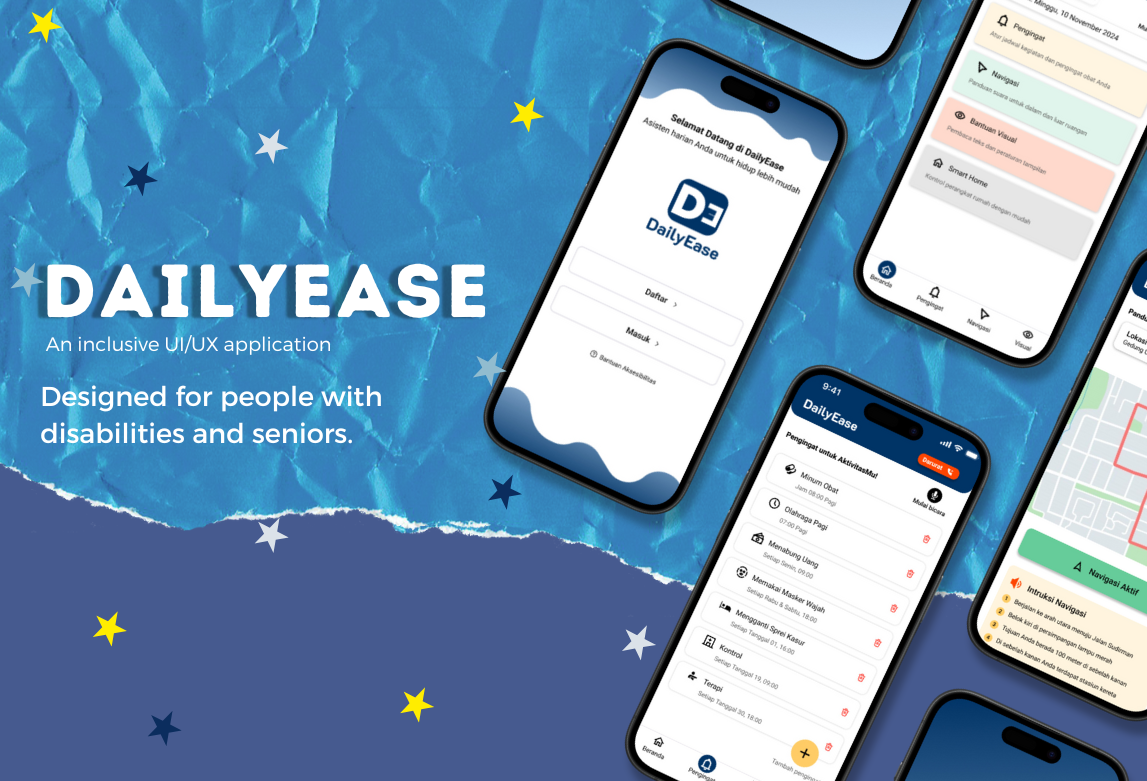 DAILYEASE
An inclusive UI/UX application
Designed for people with
disabilities and seniors.
Selamat Datang di DailyEase
Asisten harian Anda untuk hidup lebih mudah
DE
DailyEase
Daftar >
Masuk >
Bantuan Aksesibilitas
Minggu, 10 November 2024
Pengingat
Atur jadwal kegiatan dan pengingat obat Anda
Navigasi
Panduan suara untuk dalam dan luar ruangan
Bantuan Visual
Pembaca teks dan peraturan tampilan
Smart Home
Kontrol perangkat rumah dengan mudah
Beranda
Pengingat
Navigasi
Visual
9:41
DailyEase
Darurat
Pengingat untuk AktivitasMu!
Mulai bicara
Minum Obat
Jam 08.00 Pagi
Olahraga Pagi
07:00 Pagi
Menabung Uang
Setiap Senin, 09:00
Memakai Masker Wajah
Setiap Rabu & Sabtu, 18:00
Mengganti Sprei Kasur
Setiap Tanggal 01, 16:00
Kontrol
Setiap Tanggal 19, 09:00
Terapi
Setiap Tanggal 30, 18:00
+
Beranda
Lokasi
Navigasi Aktif
Intruksi Navigasi
1 Berjalan ke arah utara menuju Jalan Sudirman
2 Belok kiri di persimpangan lampu merah
3 Tujuan Anda berada 100 meter di sebelah kanan
4 Di sebelah kanan Anda terdapat stasiun kereta